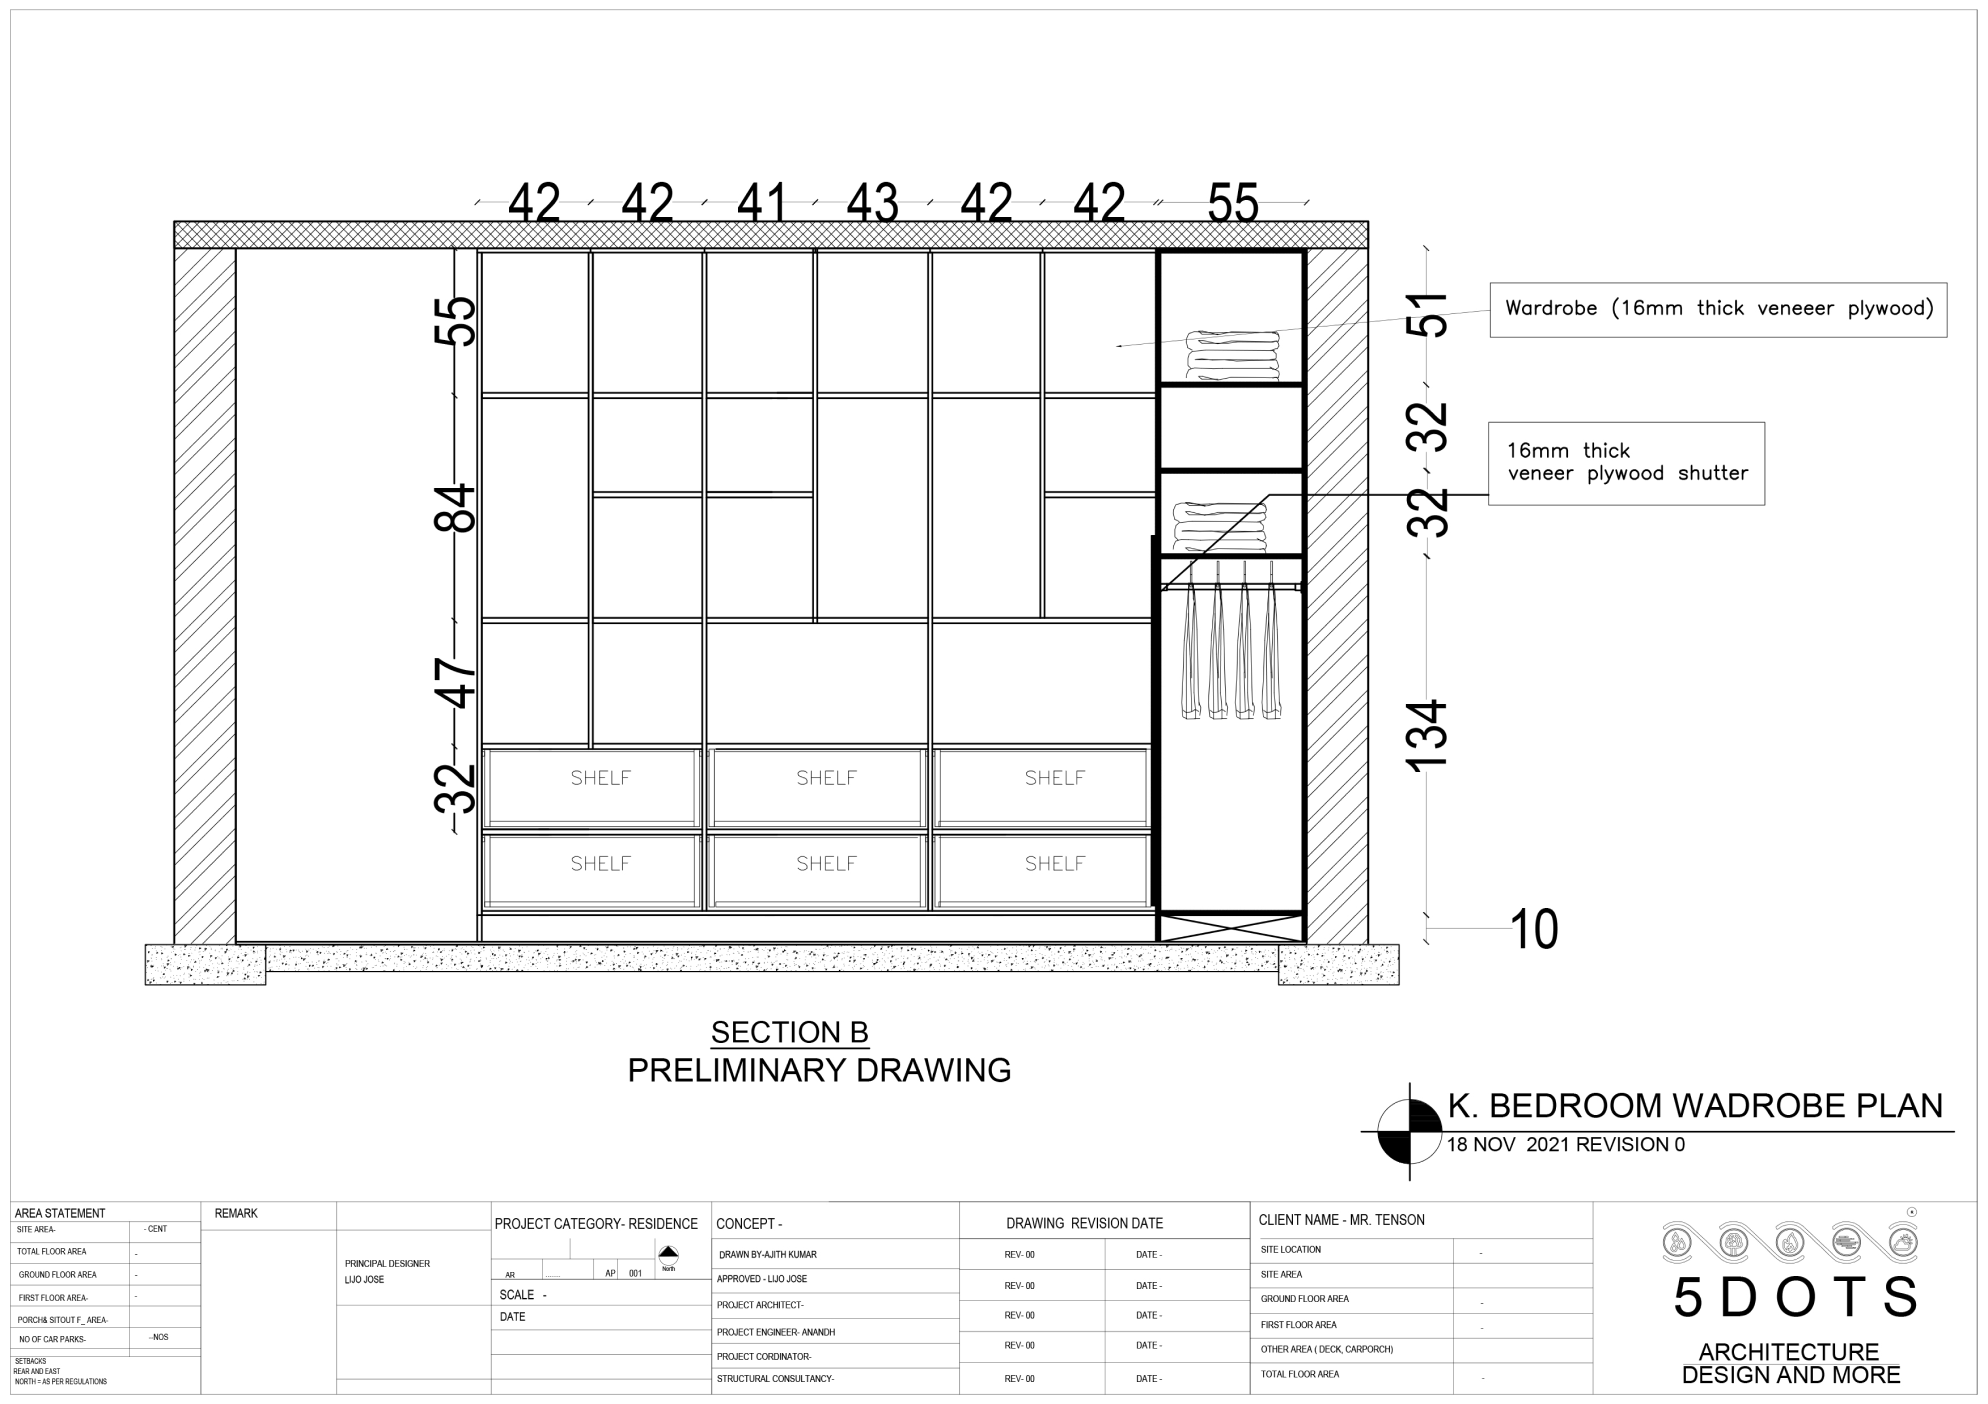 42 42 41 43 42 42 55
55
84
47
32
51
32
32
134
10
Wardrobe (16mm thick veneeer plywood)
16mm thick
veneer plywood shutter
SHELF SHELF SHELF
SHELF SHELF SHELF
SECTION B
PRELIMINARY DRAWING
K. BEDROOM WADROBE PLAN
18 NOV 2021 REVISION 0
AREA STATEMENT
SITE AREA- - CENT
TOTAL FLOOR AREA -
GROUND FLOOR AREA -
FIRST FLOOR AREA- -
PORCH& SITOUT F_ AREA-
NO OF CAR PARKS- --NOS
SETBACKS
REAR AND EAST
NORTH = AS PER REGULATIONS
REMARK
PRINCIPAL DESIGNER
LIJO JOSE
PROJECT CATEGORY- RESIDENCE
North
AR ....... AP 001
SCALE -
DATE
CONCEPT -
DRAWN BY-AJITH KUMAR
APPROVED - LIJO JOSE
PROJECT ARCHITECT-
PROJECT ENGINEER- ANANDH
PROJECT CORDINATOR-
STRUCTURAL CONSULTANCY-
DRAWING REVISION DATE
REV- 00 DATE -
REV- 00 DATE -
REV- 00 DATE -
REV- 00 DATE -
REV- 00 DATE -
CLIENT NAME - MR. TENSON
SITE LOCATION -
SITE AREA
GROUND FLOOR AREA -
FIRST FLOOR AREA -
OTHER AREA ( DECK, CARPORCH)
TOTAL FLOOR AREA -
5 D O T S
ARCHITECTURE
DESIGN AND MORE